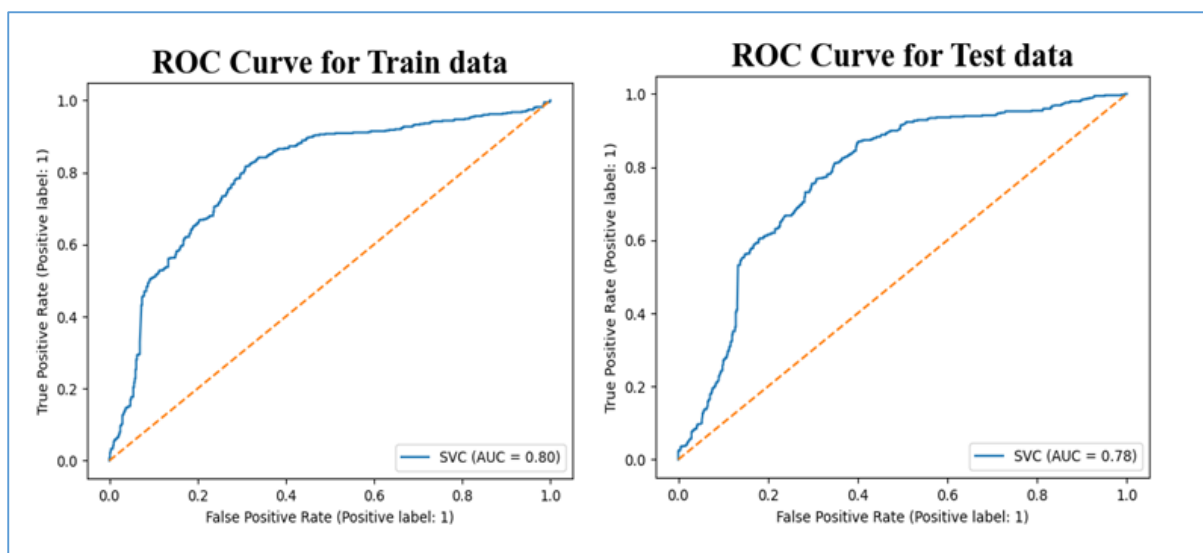 ROC Curve for Train data
True Positive Rate (Positive label: 1)
1.0
0.8
0.6
0.4
0.2
0.0
SVC (AUC = 0.80)
0.0 0.2 0.4 0.6 0.8 1.0
False Positive Rate (Positive label: 1)
ROC Curve for Test data
True Positive Rate (Positive label: 1)
1.0
0.8
0.6
0.4
0.2
0.0
SVC (AUC = 0.78)
0.0 0.2 0.4 0.6 0.8 1.0
False Positive Rate (Positive label: 1)